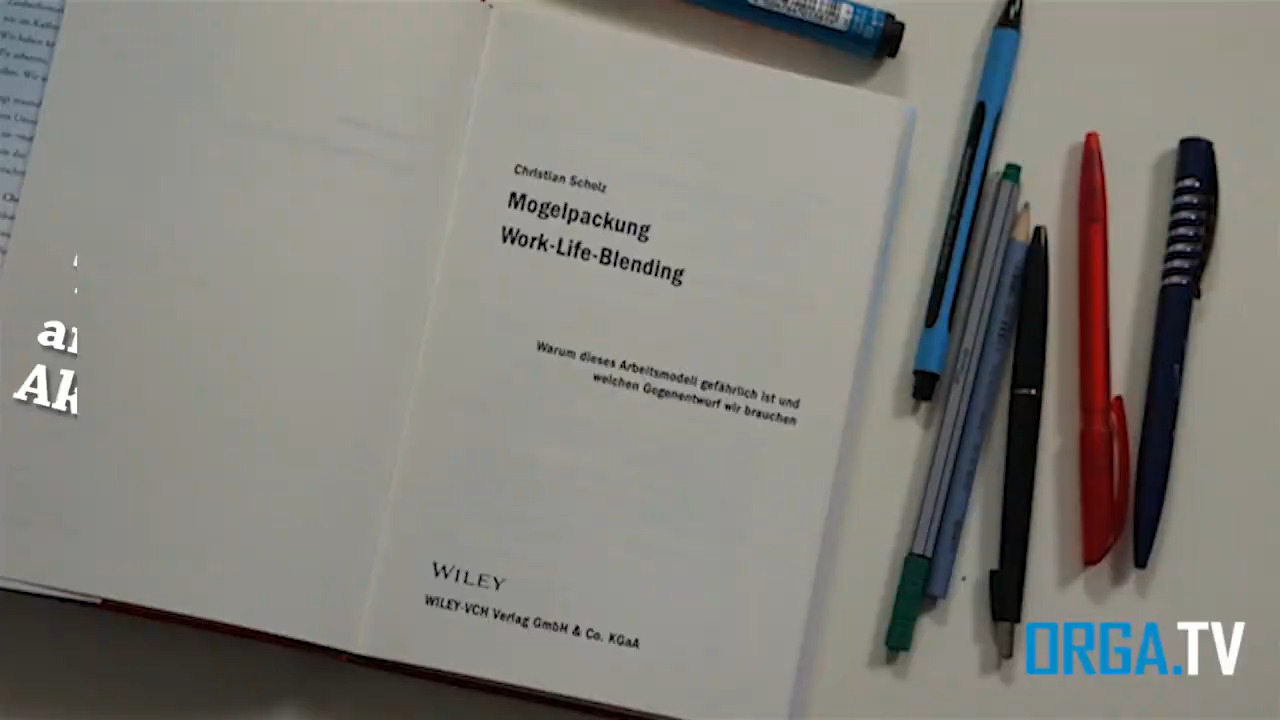 Christian Scholz
Mogelpackung
Work-Life-Blending
Warum dieses Arbeitsmodell gefährlich ist und
welchen Gegenentwurf wir brauchen
WILEY
WILEY-VCH Verlag GmbH & Co. KGaA
ORGA.TV